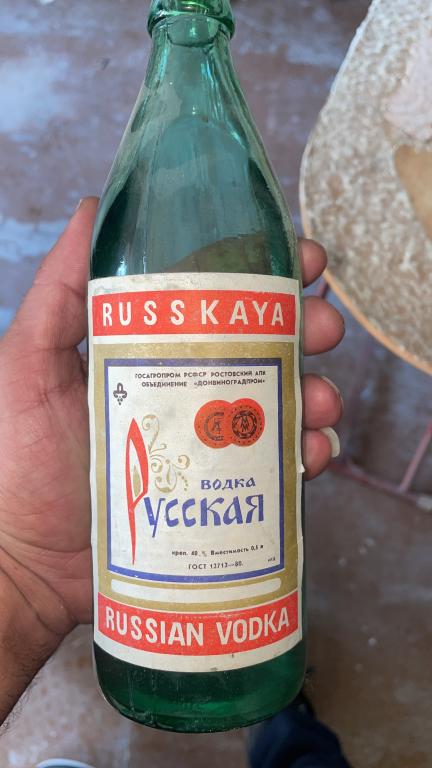 RUSSKAYA
ГОСАГРОПРОМ РСФСР РОСТОВСКИЙ АПК
ОБЪЕДИНЕНИЕ «ДОНВИНОГРАДПРОМ»
ВОДКА
Русская
креп. 40 % Вместимость 0,5 л
ГОСТ 12712—80.
RUSSIAN VODKA